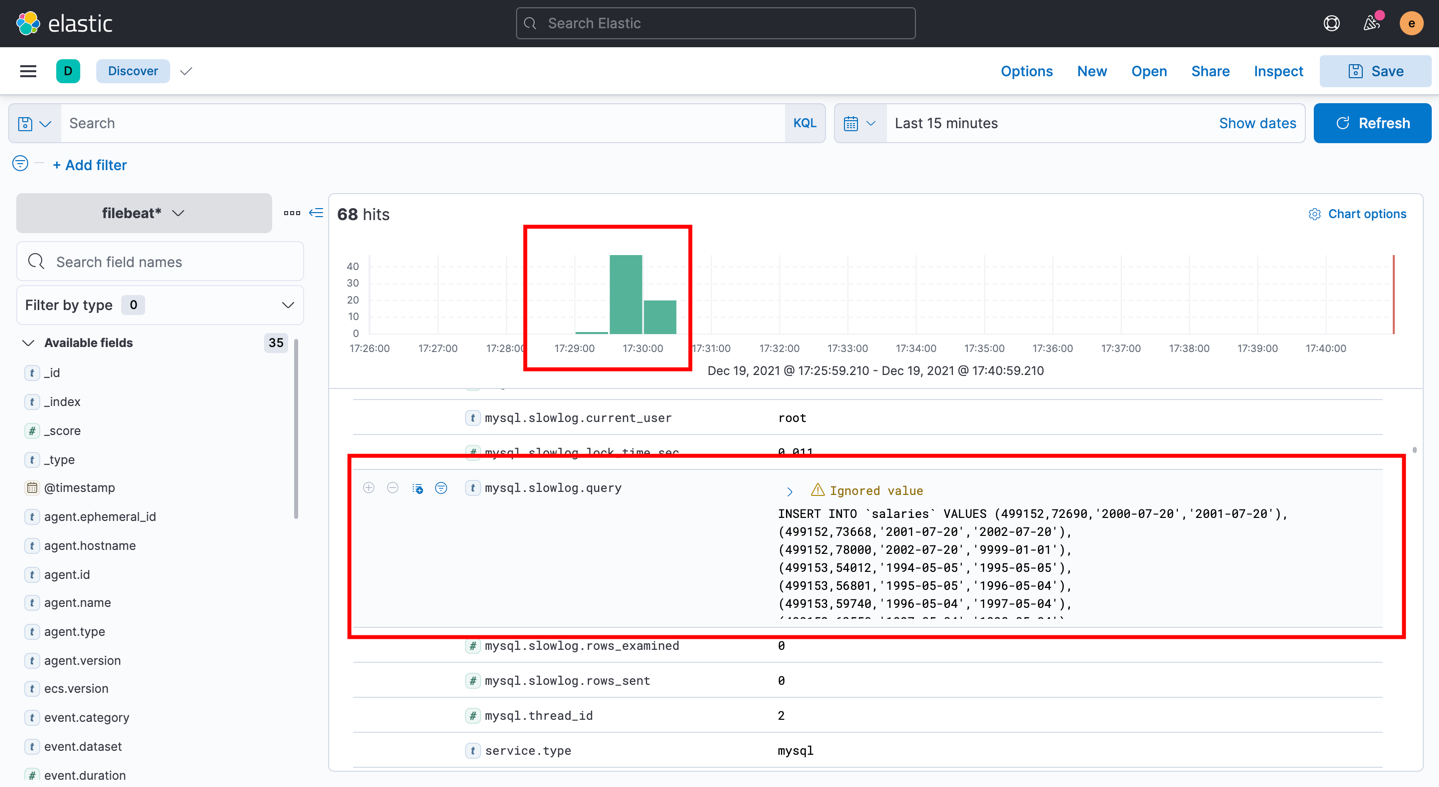 elastic
Search Elastic
e
D
Discover
Options
New
Open
Share
Inspect
Save
Search
KQL
Last 15 minutes
Show dates
Refresh
+ Add filter
filebeat*
Search field names
Filter by type 0
Available fields 35
t _id
t _index
# _score
t _type
@timestamp
t agent.ephemeral_id
t agent.hostname
t agent.id
t agent.name
t agent.type
t agent.version
t ecs.version
t event.category
t event.dataset
# event.duration
68 hits
Chart options
40
30
20
10
0
17:26:00 17:27:00 17:28:00 17:29:00 17:30:00 17:31:00 17:32:00 17:33:00 17:34:00 17:35:00 17:36:00 17:37:00 17:38:00 17:39:00 17:40:00
Dec 19, 2021 @ 17:25:59.210 - Dec 19, 2021 @ 17:40:59.210
t mysql.slowlog.current_user root
# mysql.slowlog.lock_time.sec 0.011
t mysql.slowlog.query
Ignored value
INSERT INTO `salaries` VALUES (499152,72690,'2000-07-20','2001-07-20'),
(499152,73668,'2001-07-20','2002-07-20'),
(499152,78000,'2002-07-20','9999-01-01'),
(499153,54012,'1994-05-05','1995-05-05'),
(499153,56801,'1995-05-05','1996-05-04'),
(499153,59740,'1996-05-04','1997-05-04'),
# mysql.slowlog.rows_examined 0
# mysql.slowlog.rows_sent 0
# mysql.thread_id 2
t service.type mysql